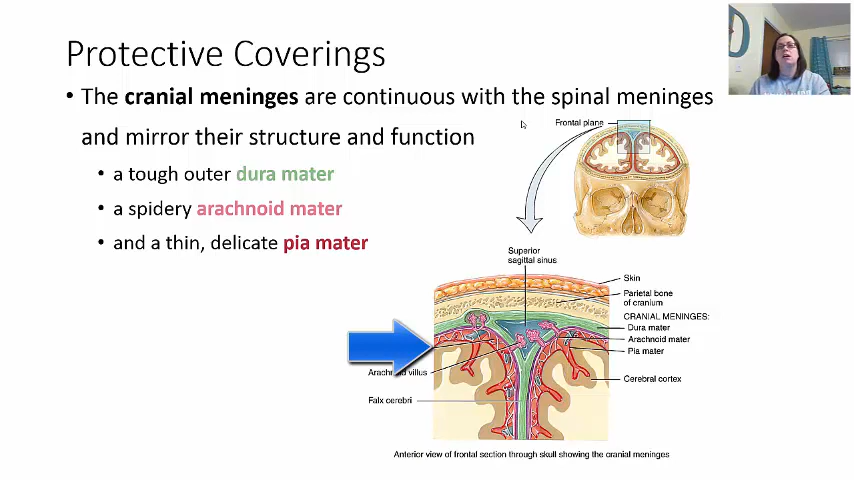 Protective Coverings
• The cranial meninges are continuous with the spinal meninges
and mirror their structure and function
• a tough outer dura mater
• a spidery arachnoid mater
• and a thin, delicate pia mater
Frontal plane
Superior
sagittal sinus
Skin
Parietal bone
of cranium
CRANIAL MENINGES:
Dura mater
Arachnoid mater
Pia mater
Arachnoid villus
Cerebral cortex
Falx cerebri
Anterior view of frontal section through skull showing the cranial meninges